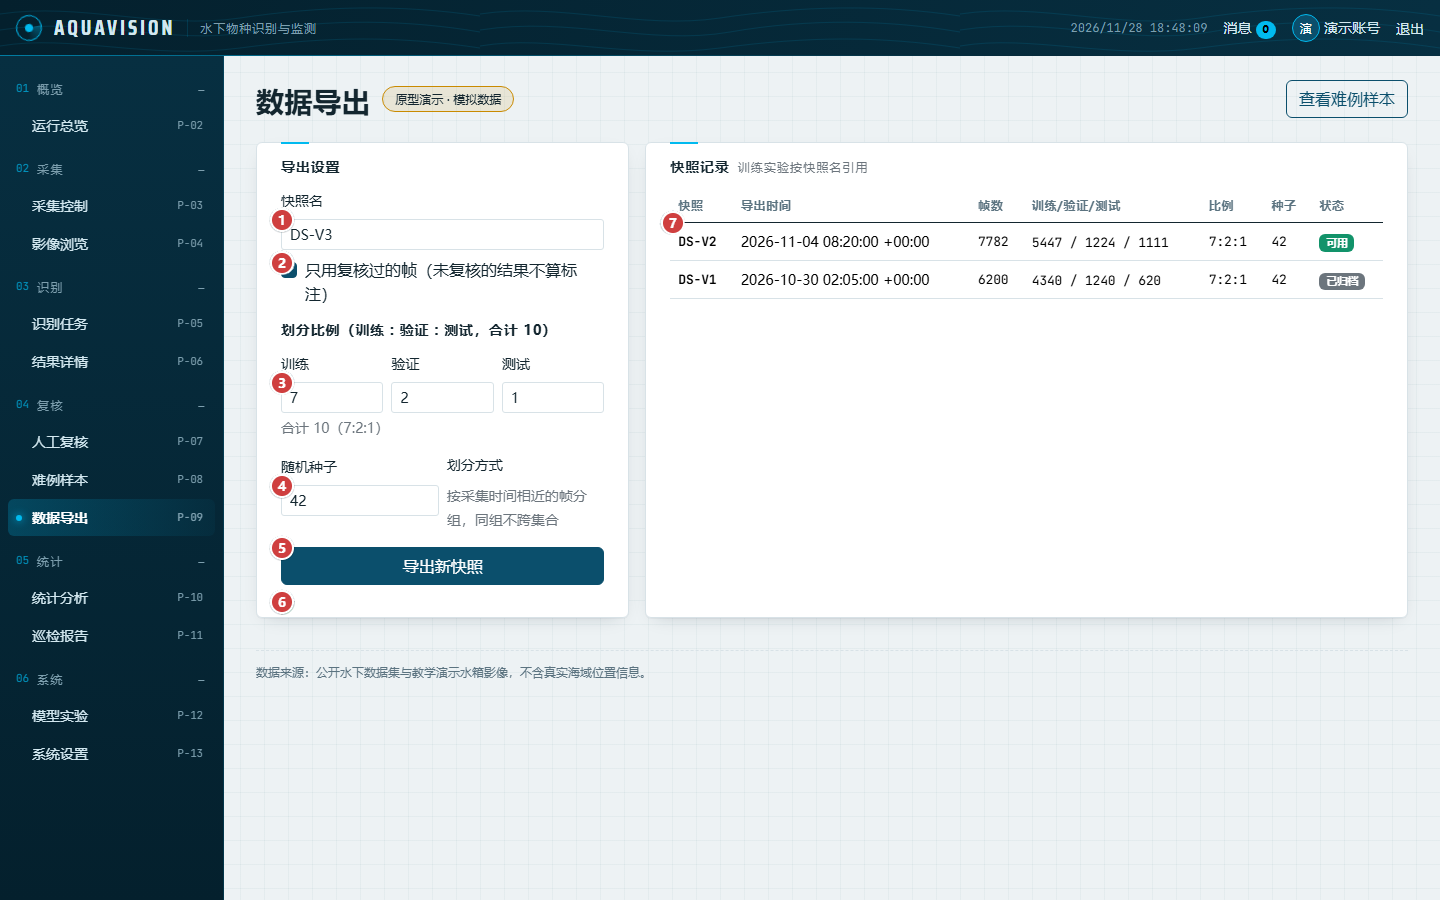 AQUAVISION 水下物种识别与监测 2026/11/28 18:48:09 消息 0 演 演示账号 退出
01 概览 –
运行总览 P-02
02 采集 –
采集控制 P-03
影像浏览 P-04
03 识别 –
识别任务 P-05
结果详情 P-06
04 复核 –
人工复核 P-07
难例样本 P-08
数据导出 P-09
05 统计 –
统计分析 P-10
巡检报告 P-11
06 系统 –
模型实验 P-12
系统设置 P-13
数据导出 原型演示 · 模拟数据 查看难例样本
导出设置
快照名
1 DS-V3
2 只用复核过的帧（未复核的结果不算标
注）
划分比例（训练：验证：测试，合计 10）
训练 验证 测试
3 7 2 1
合计 10（7:2:1）
随机种子 划分方式
4 42 按采集时间相近的帧分
组，同组不跨集合
5 导出新快照
6
快照记录 训练实验按快照名引用
快照 导出时间 帧数 训练/验证/测试 比例 种子 状态
7 DS-V2 2026-11-04 08:20:00 +00:00 7782 5447 / 1224 / 1111 7:2:1 42 可用
DS-V1 2026-10-30 02:05:00 +00:00 6200 4340 / 1240 / 620 7:2:1 42 已归档
数据来源：公开水下数据集与教学演示水箱影像，不含真实海域位置信息。